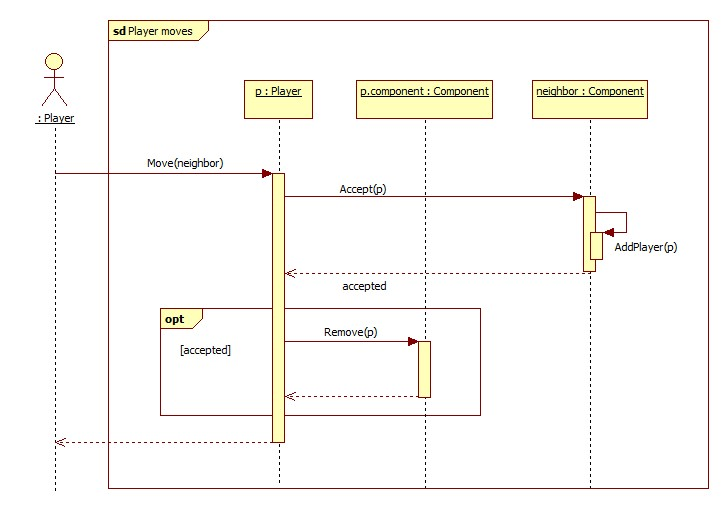 sd Player moves
: Player
p : Player
p.component : Component
neighbor : Component
Move(neighbor)
Accept(p)
AddPlayer(p)
accepted
opt
Remove(p)
[accepted]